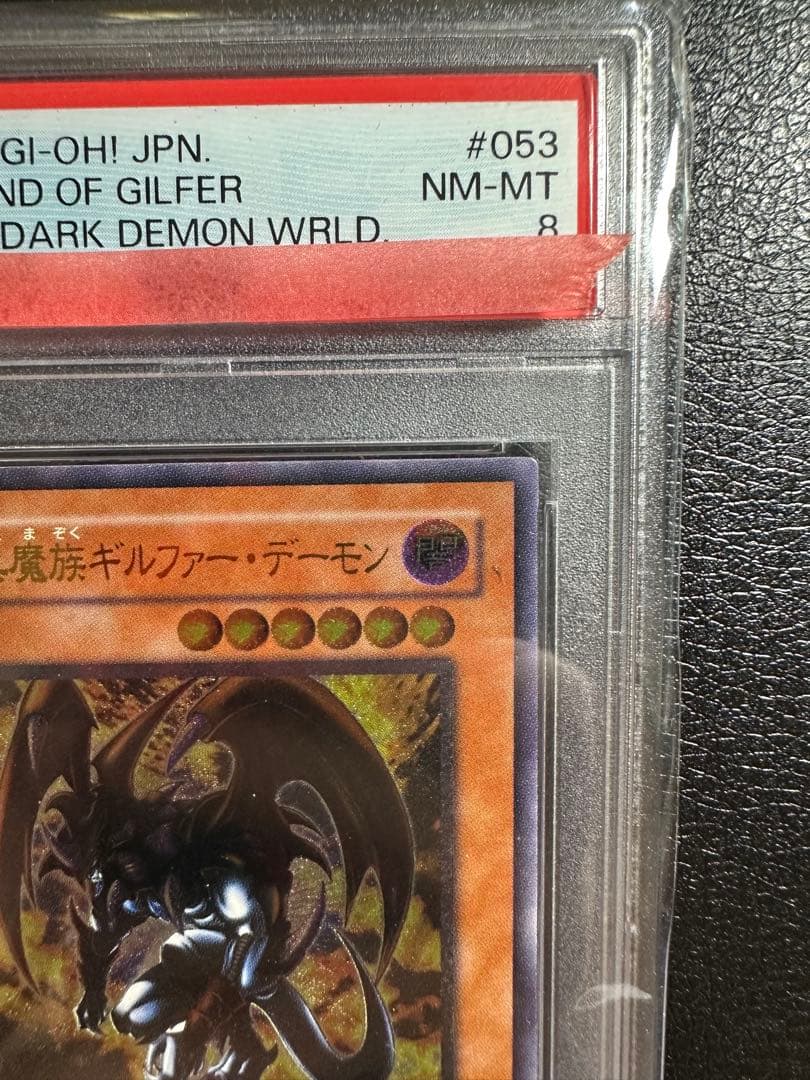 GI-OH! JPN. #053
ND OF GILFER NM-MT
DARK DEMON WRLD. 8
まぞく
魔族ギルファー・デーモン 闇